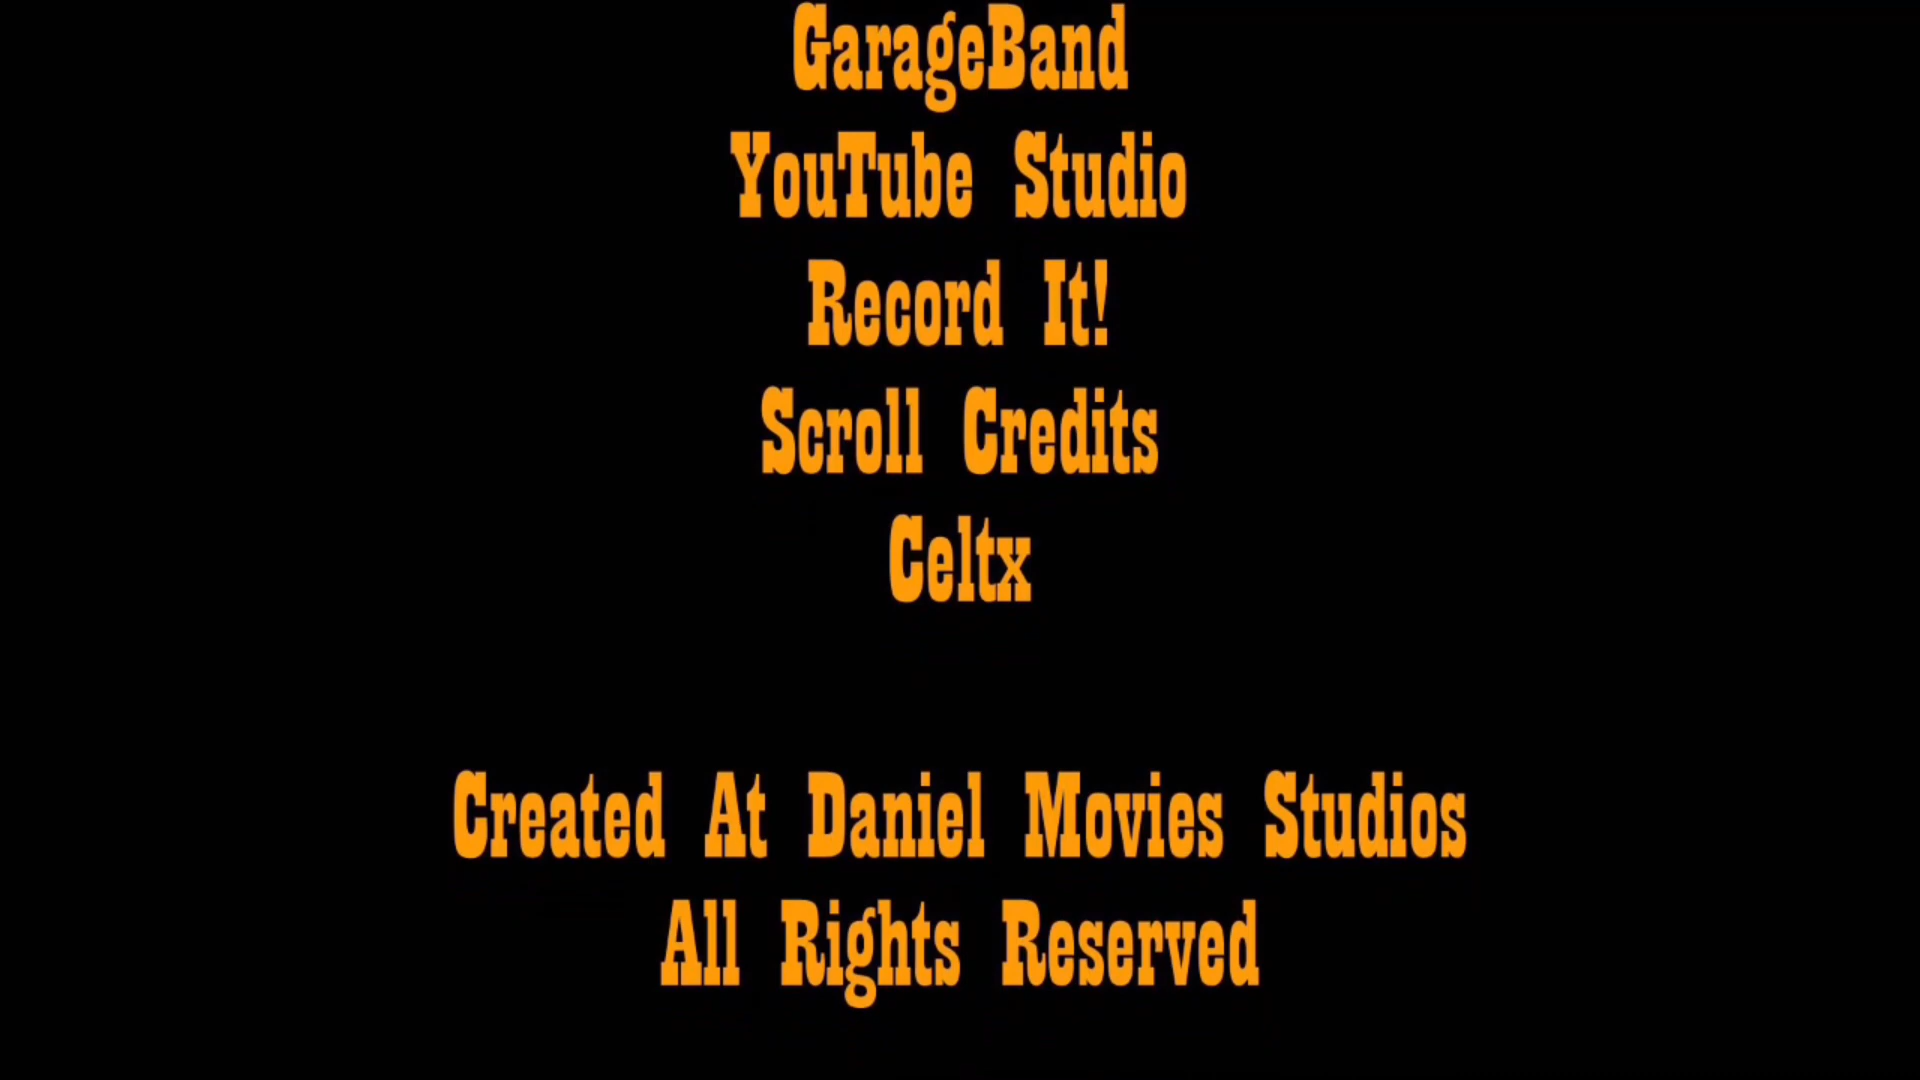 GarageBand
YouTube Studio
Record It!
Scroll Credits
Celtx
Created At Daniel Movies Studios
All Rights Reserved